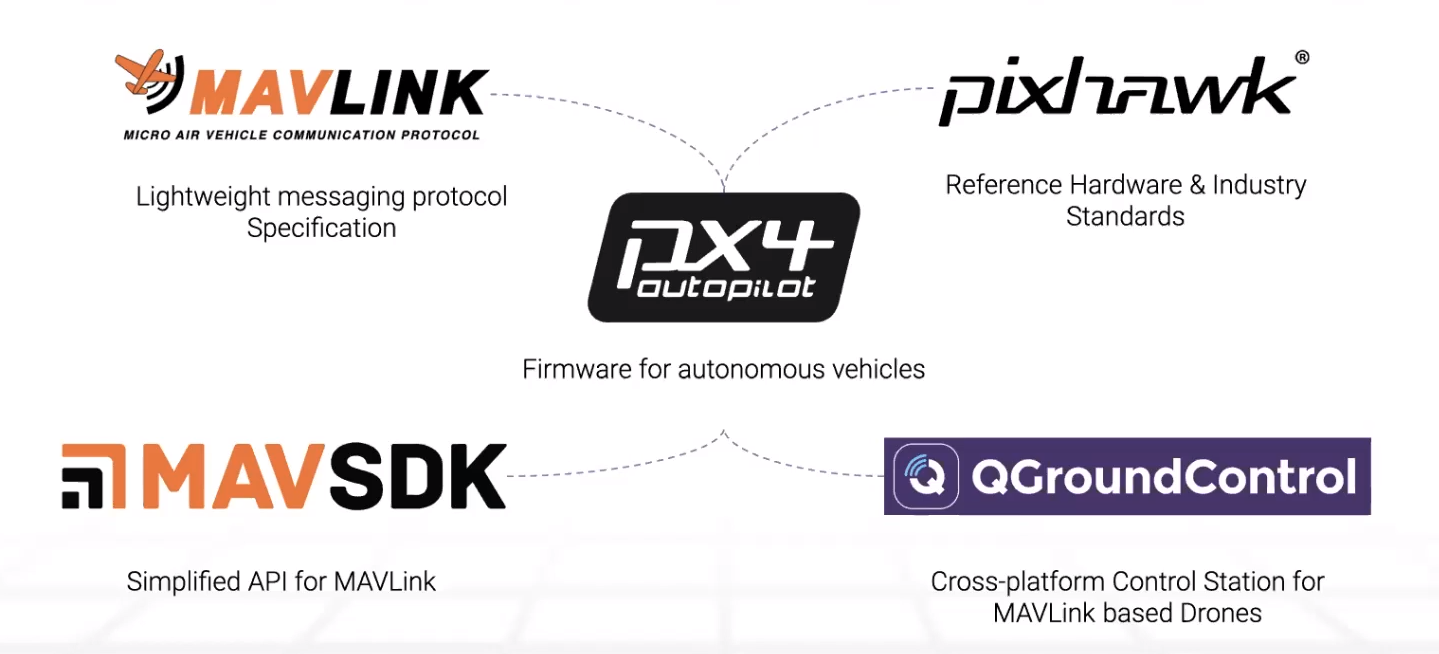 MAVLINK
MICRO AIR VEHICLE COMMUNICATION PROTOCOL
Lightweight messaging protocol
Specification
pixhawk®
Reference Hardware & Industry
Standards
px4
autopilot
Firmware for autonomous vehicles
MAVSDK
Simplified API for MAVLink
QGroundControl
Cross-platform Control Station for
MAVLink based Drones